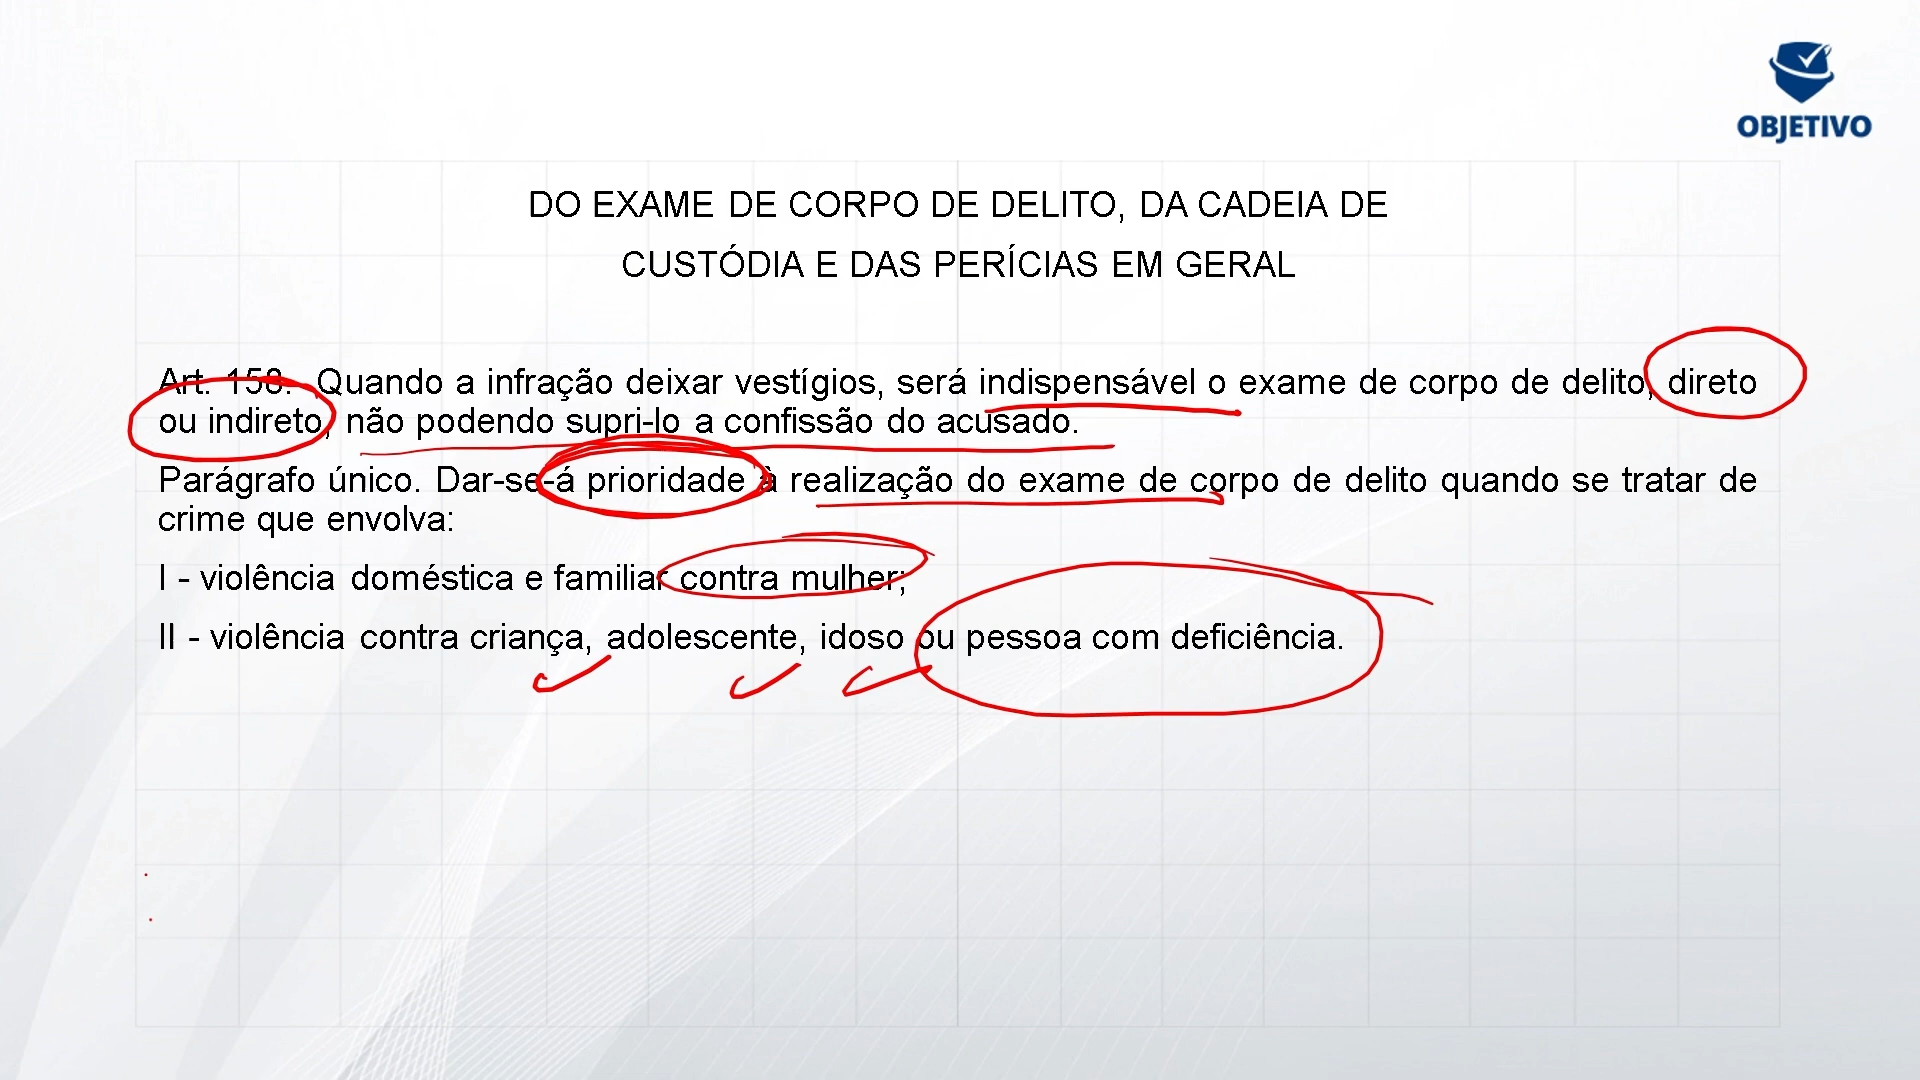 OBJETIVO
DO EXAME DE CORPO DE DELITO, DA CADEIA DE
CUSTÓDIA E DAS PERÍCIAS EM GERAL
Art. 158. Quando a infração deixar vestígios, será indispensável o exame de corpo de delito, direto
ou indireto, não podendo supri-lo a confissão do acusado.
Parágrafo único. Dar-se-á prioridade à realização do exame de corpo de delito quando se tratar de
crime que envolva:
I - violência doméstica e familiar contra mulher;
II - violência contra criança, adolescente, idoso ou pessoa com deficiência.